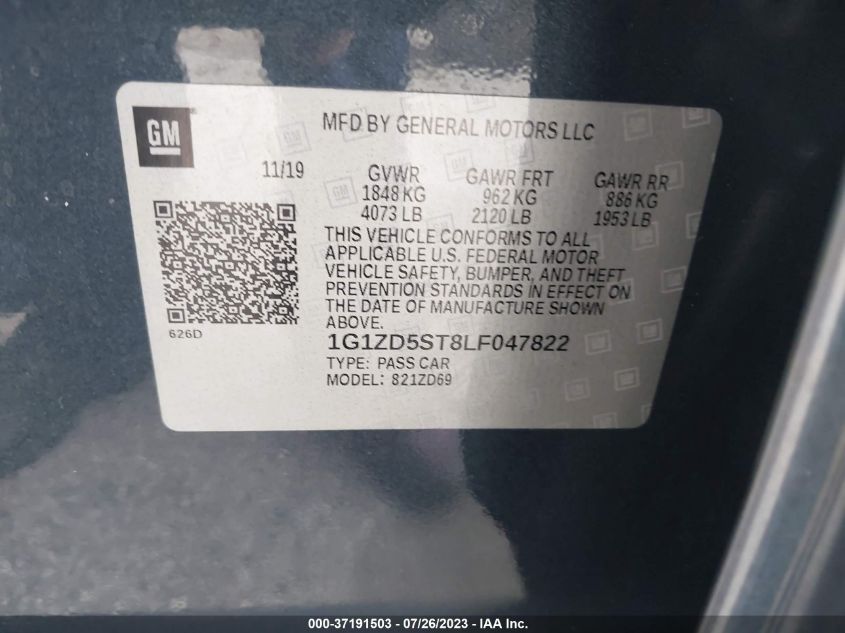 GM
MFD BY GENERAL MOTORS LLC
11/19
GVWR GAWR FRT GAWR RR
1848 KG 962 KG 886 KG
4073 LB 2120 LB 1953 LB
THIS VEHICLE CONFORMS TO ALL
APPLICABLE U.S. FEDERAL MOTOR
VEHICLE SAFETY, BUMPER, AND THEFT
PREVENTION STANDARDS IN EFFECT ON
THE DATE OF MANUFACTURE SHOWN
ABOVE.
626D
1G1ZD5ST8LF047822
TYPE: PASS CAR
MODEL: 821ZD69
000-37191503 - 07/26/2023 - IAA Inc.